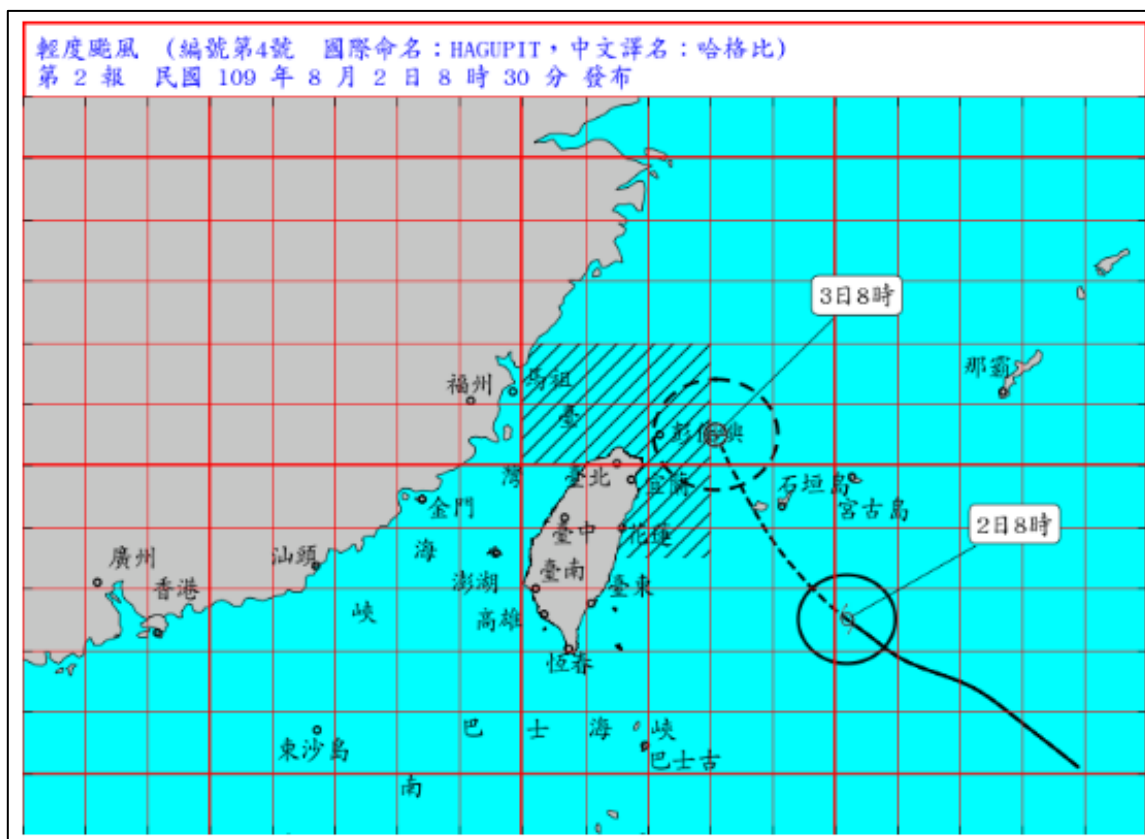 輕度颱風 (編號第4號 國際命名：HAGUPIT，中文譯名：哈格比)
第 2 報 民國 109 年 8 月 2 日 8 時 30 分 發布
3日8時
那霸
福州
馬祖
臺
彭佳嶼
灣
臺北
宜蘭
石垣島
宮古島
金門
2日8時
臺中
花蓮
海
廣州
香港
汕頭
澎湖
臺南
臺東
峽
高雄
恆春
巴 士 海 峽
東沙島
巴士古
南